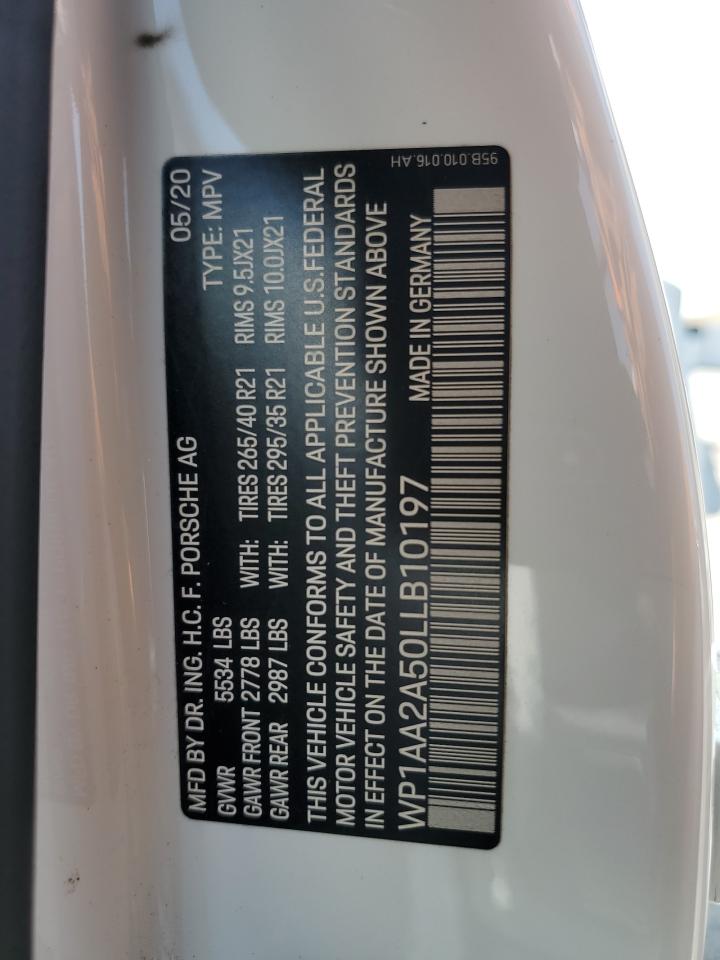 MFD BY DR. ING. H.C. F. PORSCHE AG 05/20
GVWR 5534 LBS TYPE: MPV
GAWR FRONT 2778 LBS WITH: TIRES 265/40 R21 RIMS 9.5JX21
GAWR REAR 2987 LBS WITH: TIRES 295/35 R21 RIMS 10.0JX21
THIS VEHICLE CONFORMS TO ALL APPLICABLE U.S.FEDERAL
MOTOR VEHICLE SAFETY AND THEFT PREVENTION STANDARDS
IN EFFECT ON THE DATE OF MANUFACTURE SHOWN ABOVE
WP1AA2A50LLB10197 MADE IN GERMANY
95B.010.016.AH